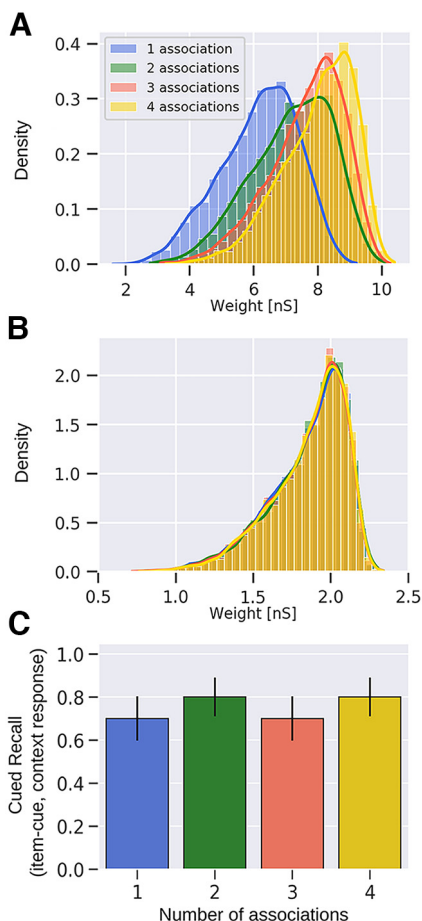 A
0.4
0.3
0.2
0.1
0.0
Density
1 association
2 associations
3 associations
4 associations
2 4 6 8 10
Weight [nS]
B
2.0
1.5
1.0
0.5
0.0
Density
0.5 1.0 1.5 2.0 2.5
Weight [nS]
C
1.0
0.8
0.6
0.4
0.2
0.0
Cued Recall
(item-cue, context response)
1 2 3 4
Number of associations